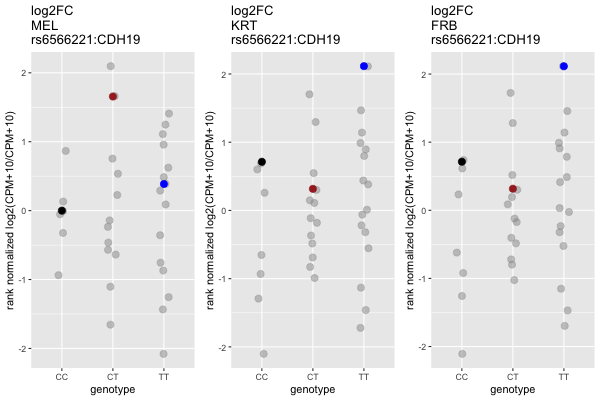 log2FC
MEL
rs6566221:CDH19
rank normalized log2(CPM+10/CPM+10)
2
1
0
-1
-2
CC CT TT
genotype
log2FC
KRT
rs6566221:CDH19
rank normalized log2(CPM+10/CPM+10)
2
1
0
-1
-2
CC CT TT
genotype
log2FC
FRB
rs6566221:CDH19
rank normalized log2(CPM+10/CPM+10)
2
1
0
-1
-2
CC CT TT
genotype